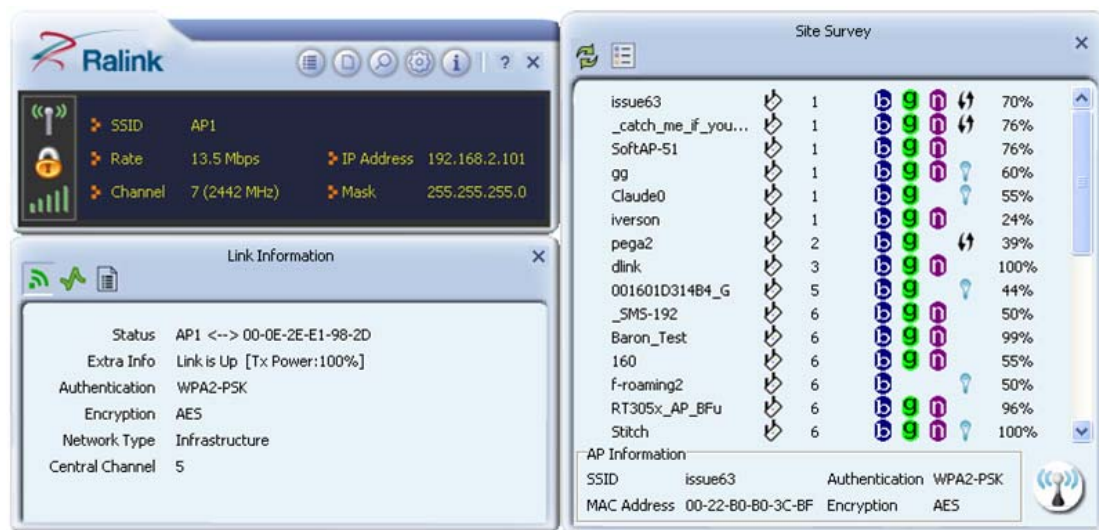 Ralink
? ×
SSID AP1
Rate 13.5 Mbps IP Address 192.168.2.101
Channel 7 (2442 MHz) Mask 255.255.255.0
Link Information ×
Status AP1 <--> 00-0E-2E-E1-98-2D
Extra Info Link is Up [Tx Power:100%]
Authentication WPA2-PSK
Encryption AES
Network Type Infrastructure
Central Channel 5
Site Survey ×
issue63 1 b g n 70%
_catch_me_if_you... 1 b g n 76%
SoftAP-51 1 b g n 76%
gg 1 b g n 60%
Claude0 1 b g 55%
iverson 1 b g n 24%
pega2 2 b g 39%
dlink 3 b g n 100%
001601D314B4_G 5 b g 44%
_SMS-192 6 b g n 50%
Baron_Test 6 b g n 99%
160 6 b g n 55%
f-roaming2 6 b 50%
RT305x_AP_BFu 6 b g n 96%
Stitch 6 b g n 100%
AP Information
SSID issue63 Authentication WPA2-PSK
MAC Address 00-22-B0-B0-3C-BF Encryption AES